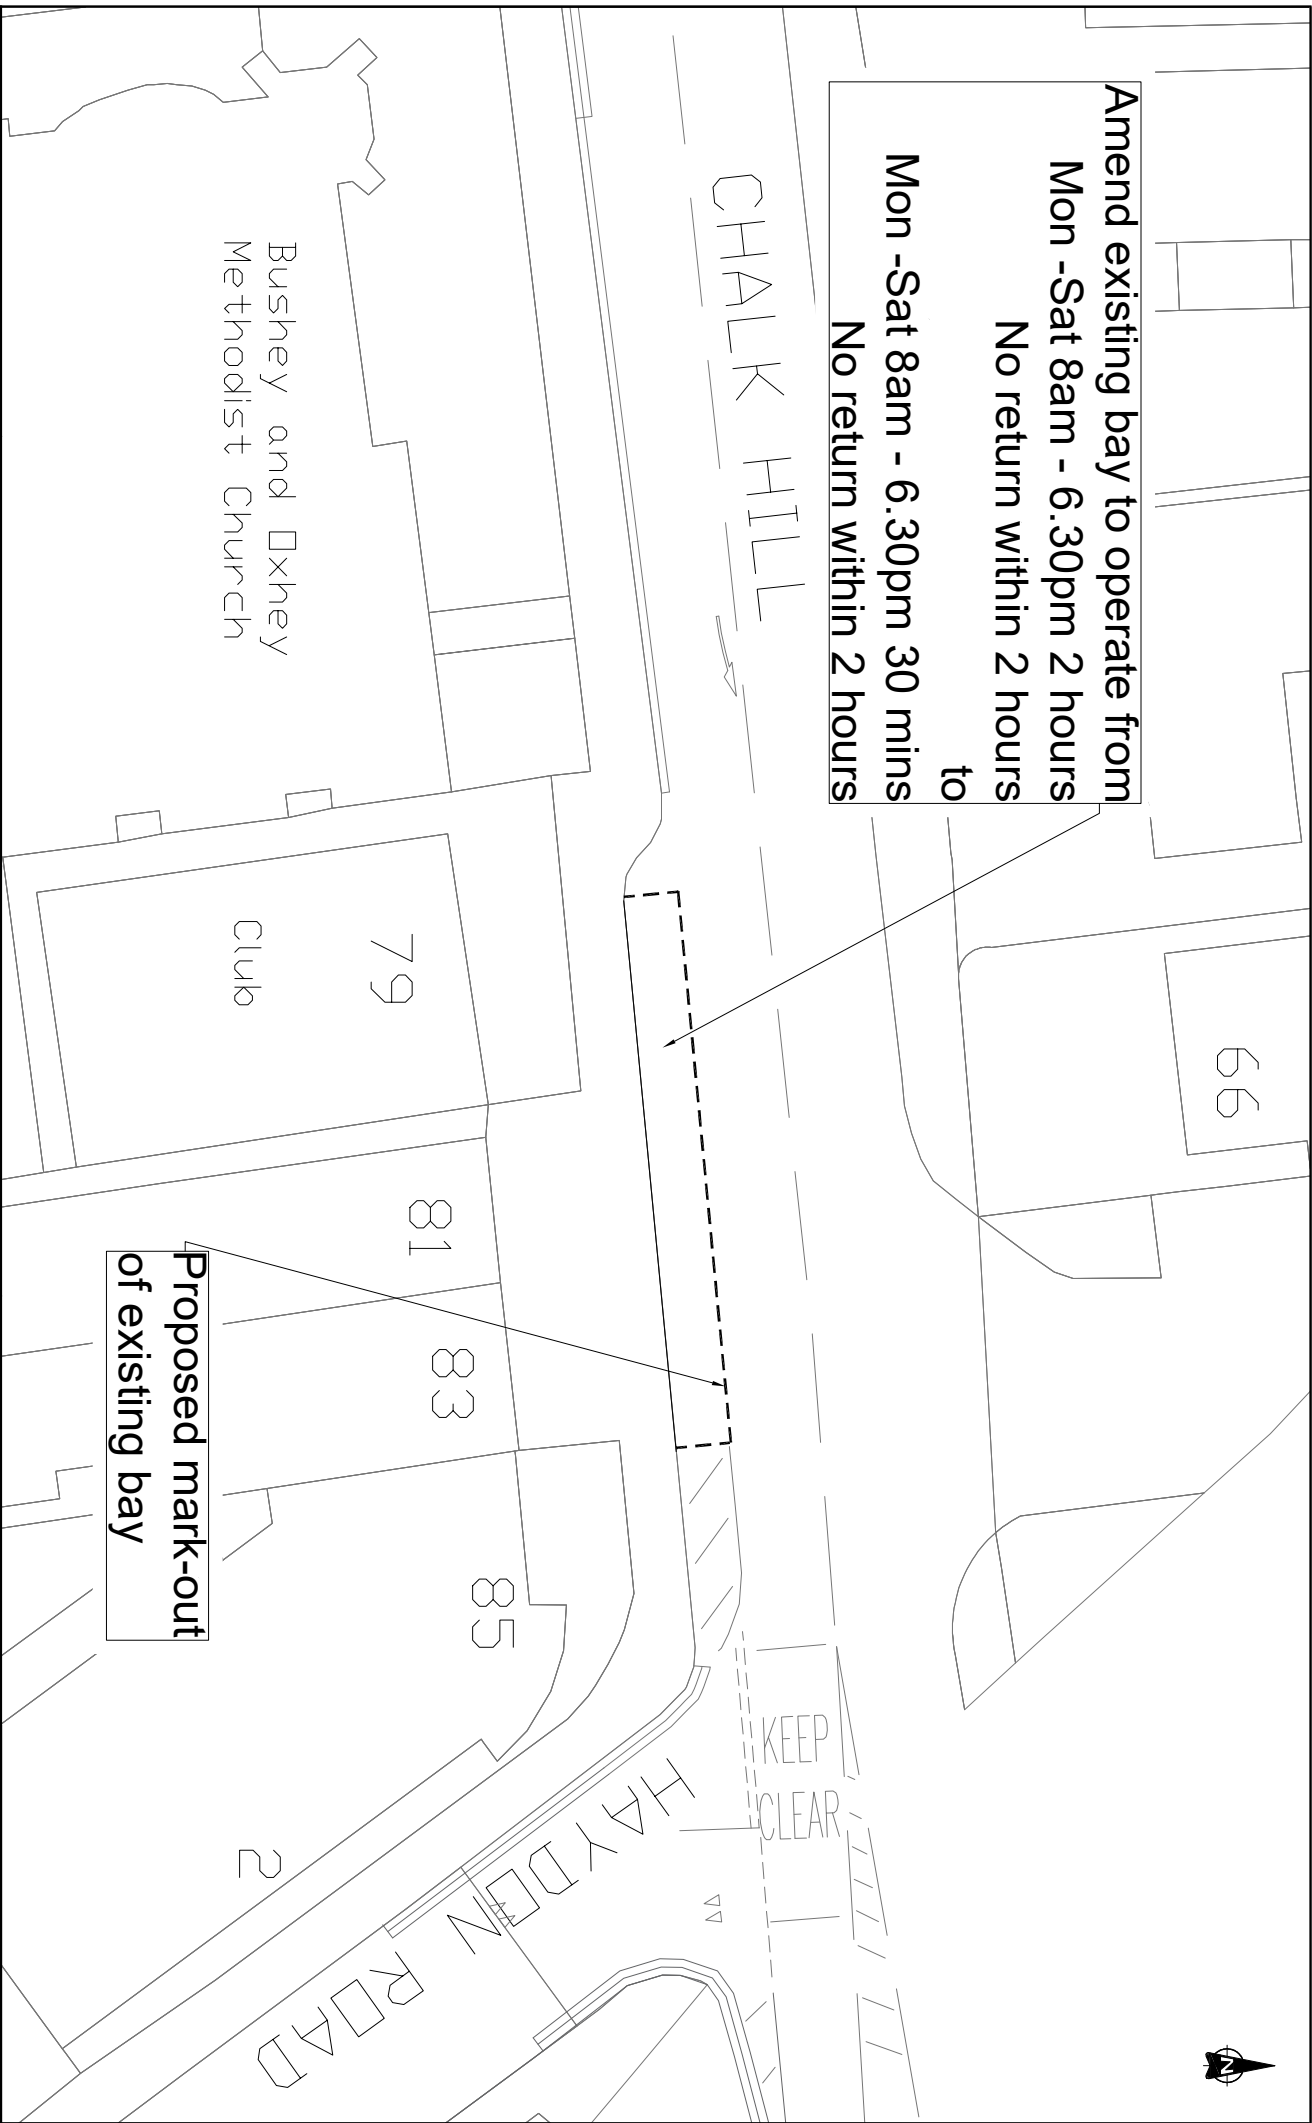 Amend existing bay to operate from
Mon -Sat 8am - 6.30pm 2 hours
No return within 2 hours
to
Mon -Sat 8am - 6.30pm 30 mins
No return within 2 hours
66
CHALK HILL
KEEP
CLEAR
HAYDON ROAD
Bushey and Oxhey
Methodist Church
79
Club
81
83
85
2
Proposed mark-out
of existing bay
N